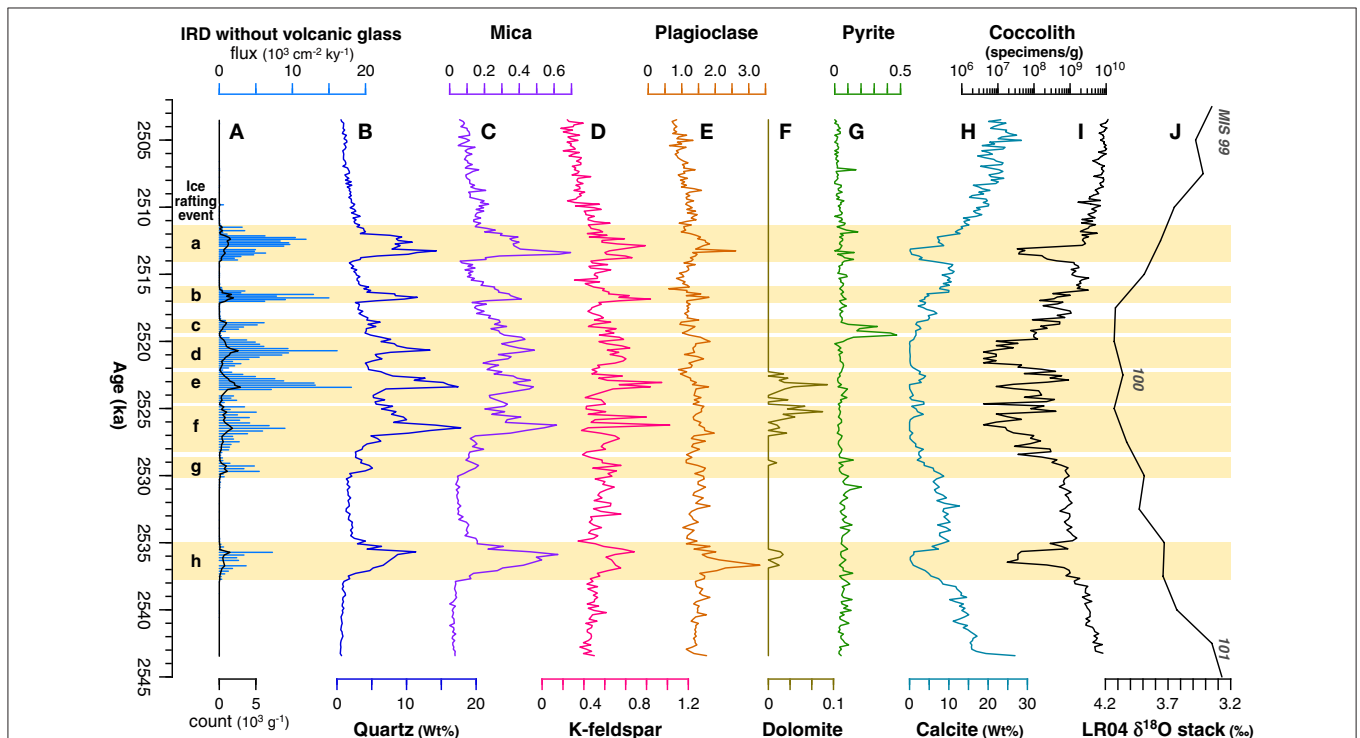 IRD without volcanic glass
flux (10³ cm⁻² ky⁻¹)
Mica
Plagioclase
Pyrite
Coccolith
(specimens/g)
0 10 20
0 0.2 0.4 0.6
0 1.0 2.0 3.0
0 0.5
10⁶ 10⁷ 10⁸ 10⁹ 10¹⁰
A B C D E F G H I J
MIS 99
100
101
Ice
rafting
event
a
b
c
d
e
f
g
h
Age (ka)
2505
2510
2515
2520
2525
2530
2535
2540
2545
0 5
count (10³ g⁻¹)
0 10 20
Quartz (Wt%)
0 0.4 0.8 1.2
K-feldspar
0 0.1
Dolomite
0 10 20 30
Calcite (Wt%)
4.2 3.7 3.2
LR04 δ¹⁸O stack (‰)